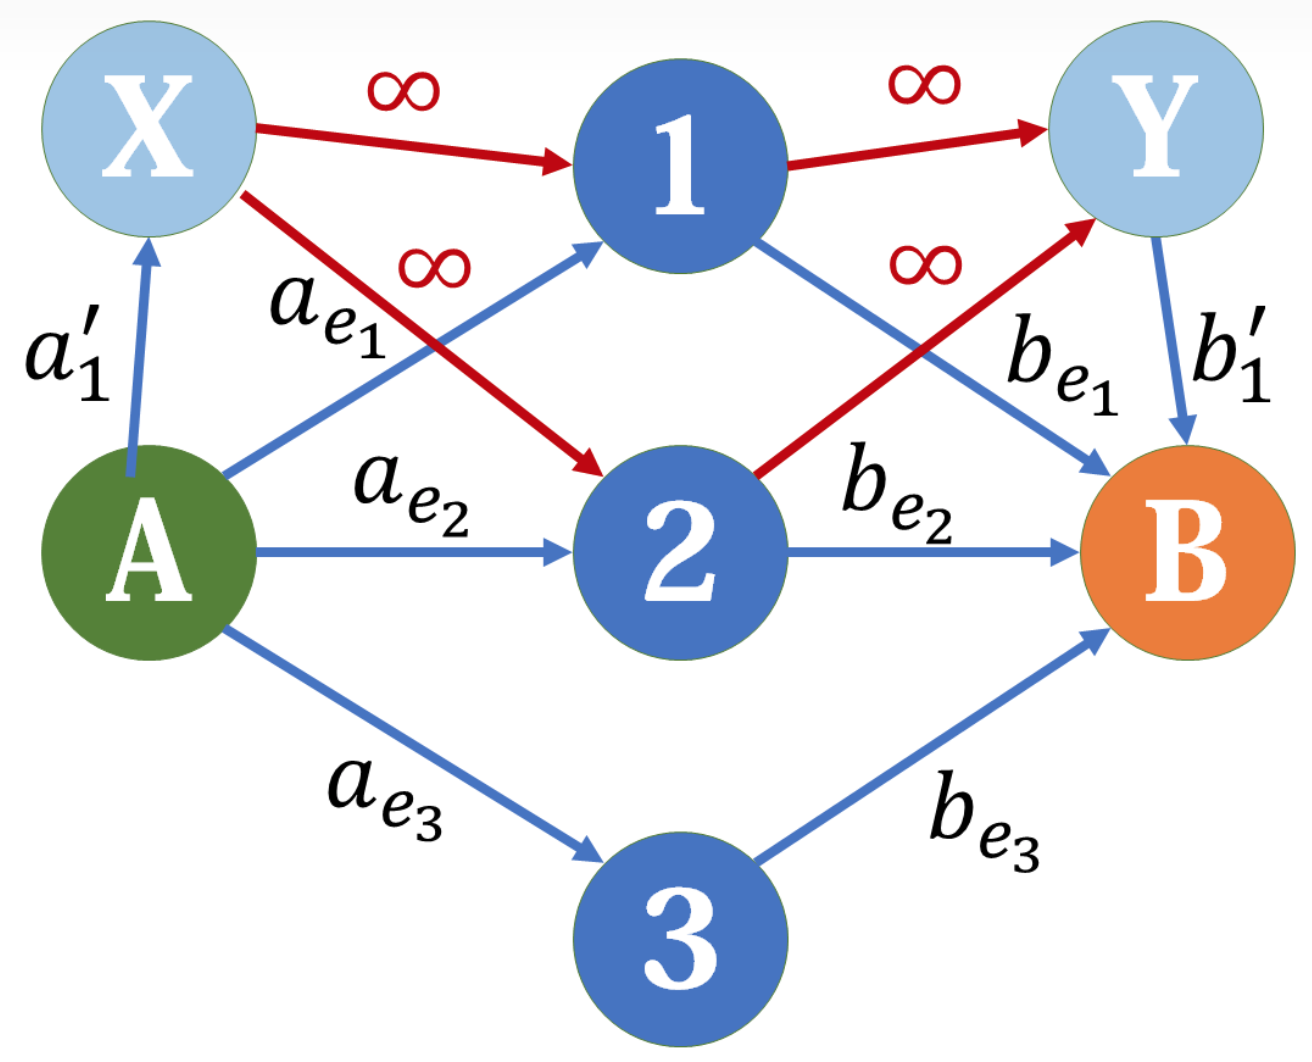 ∞ ∞
X 1 Y
∞ ∞
a′₁ aₑ₁ bₑ₁ b′₁
aₑ₂ bₑ₂
A 2 B
aₑ₃ bₑ₃
3